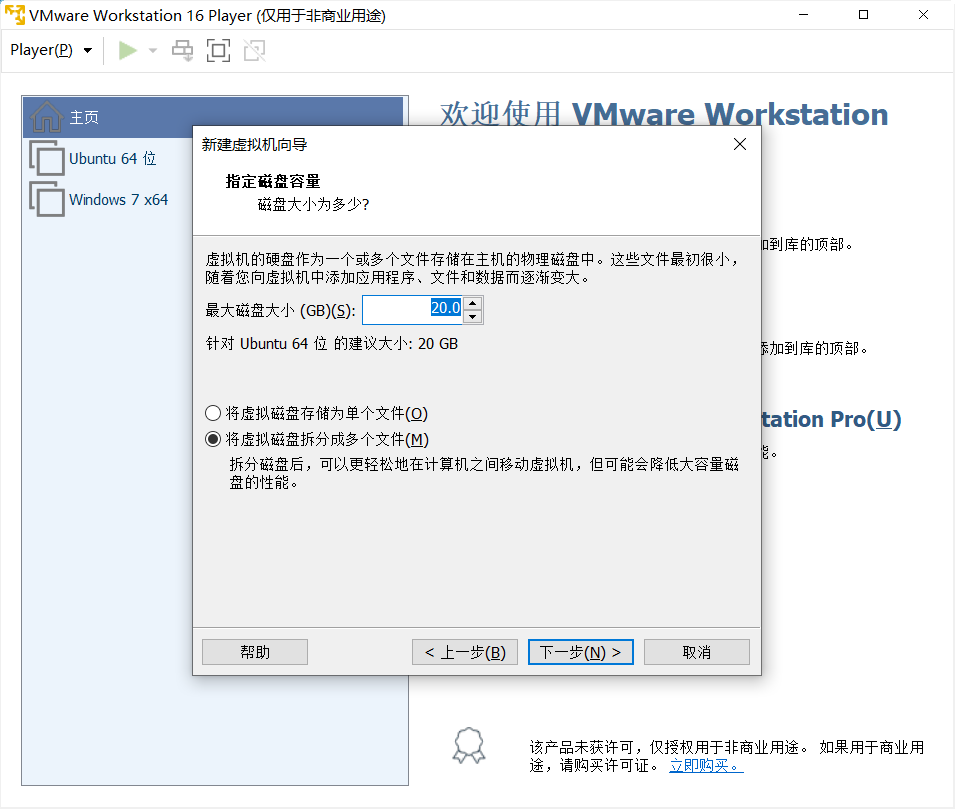 VMware Workstation 16 Player (仅用于非商业用途)
Player(P)
主页
Ubuntu 64 位
Windows 7 x64
欢迎使用 VMware Workstation
新建虚拟机向导
指定磁盘容量
磁盘大小为多少?
虚拟机的硬盘作为一个或多个文件存储在主机的物理磁盘中。这些文件最初很小，
随着您向虚拟机中添加应用程序、文件和数据而逐渐变大。
最大磁盘大小 (GB)(S): 20.0
针对 Ubuntu 64 位 的建议大小: 20 GB
将虚拟磁盘存储为单个文件(O)
将虚拟磁盘拆分成多个文件(M)
拆分磁盘后，可以更轻松地在计算机之间移动虚拟机，但可能会降低大容量磁
盘的性能。
帮助
< 上一步(B)
下一步(N) >
取消
加到库的顶部。
添加到库的顶部。
tation Pro(U)
能。
该产品未获许可，仅授权用于非商业用途。 如果用于商业用
途，请购买许可证。 立即购买。